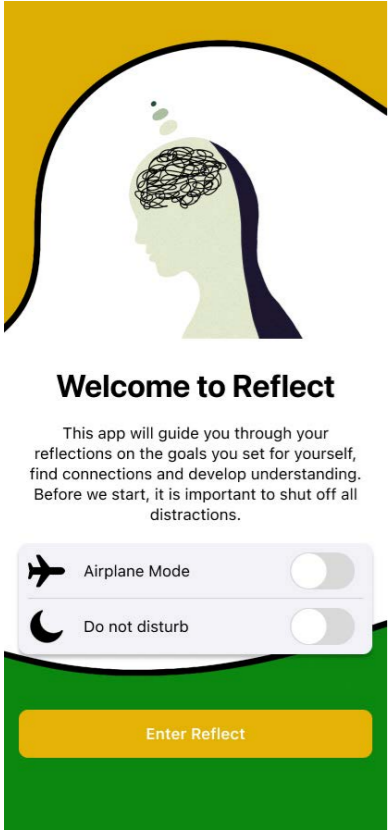 Welcome to Reflect
This app will guide you through your
reflections on the goals you set for yourself,
find connections and develop understanding.
Before we start, it is important to shut off all
distractions.
Airplane Mode
Do not disturb
Enter Reflect